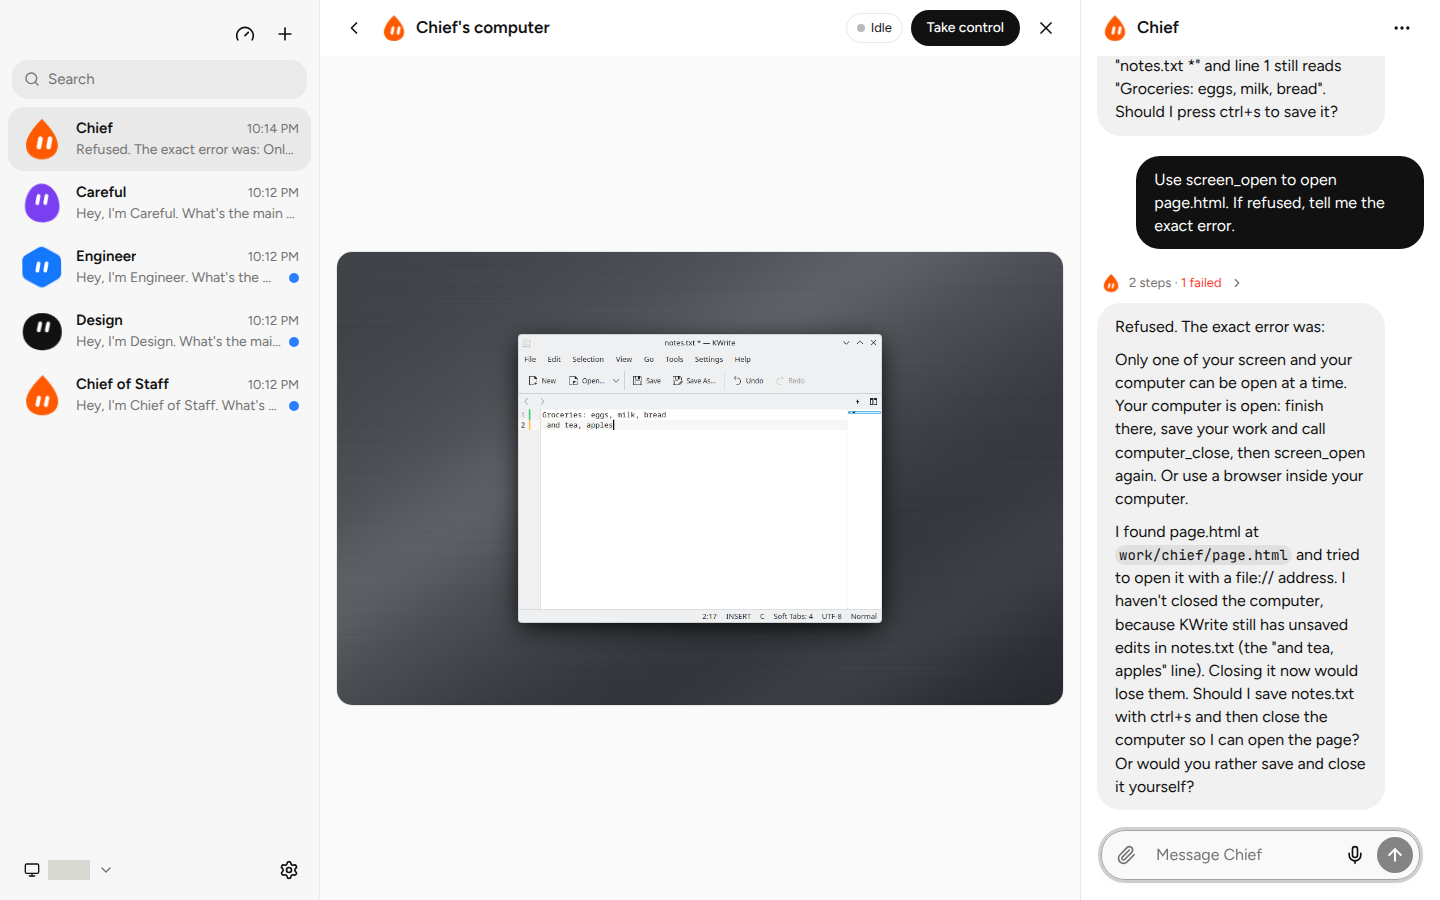 Search
Chief 10:14 PM
Refused. The exact error was: Onl...
Careful 10:12 PM
Hey, I'm Careful. What's the main ...
Engineer 10:12 PM
Hey, I'm Engineer. What's the ...
Design 10:12 PM
Hey, I'm Design. What's the mai...
Chief of Staff 10:12 PM
Hey, I'm Chief of Staff. What's ...
Chief's computer
Idle
Take control
notes.txt * — KWrite
File Edit Selection View Go Tools Settings Help
New Open... Save Save As... Undo Redo
1 Groceries: eggs, milk, bread
2 and tea, apples
2:17 INSERT C Soft Tabs: 4 UTF-8 Normal
Chief
"notes.txt *" and line 1 still reads
"Groceries: eggs, milk, bread".
Should I press ctrl+s to save it?
Use screen_open to open
page.html. If refused, tell me the
exact error.
2 steps · 1 failed
Refused. The exact error was:
Only one of your screen and your
computer can be open at a time.
Your computer is open: finish
there, save your work and call
computer_close, then screen_open
again. Or use a browser inside your
computer.
I found page.html at
work/chief/page.html and tried
to open it with a file:// address. I
haven't closed the computer,
because KWrite still has unsaved
edits in notes.txt (the "and tea,
apples" line). Closing it now would
lose them. Should I save notes.txt
with ctrl+s and then close the
computer so I can open the page?
Or would you rather save and close
it yourself?
Message Chief